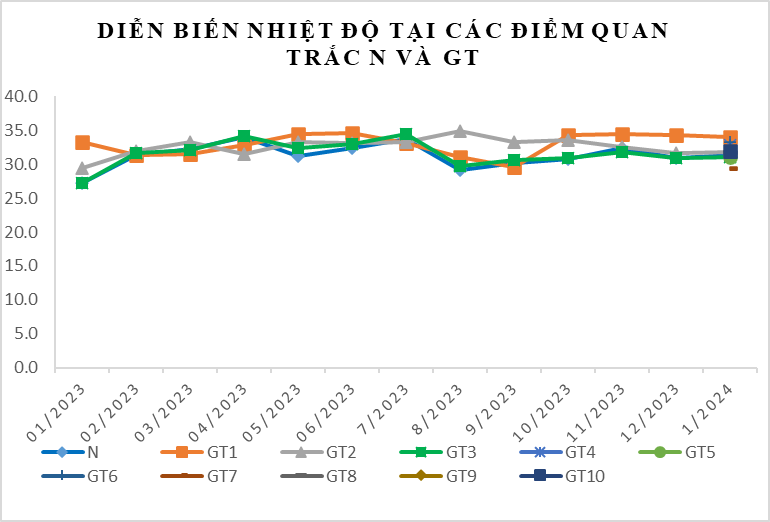 DIỄN BIẾN NHIỆT ĐỘ TẠI CÁC ĐIỂM QUAN
TRẮC N VÀ GT
40.0
35.0
30.0
25.0
20.0
15.0
10.0
5.0
0.0
01/2023 02/2023 03/2023 04/2023 05/2023 06/2023 7/2023 8/2023 9/2023 10/2023 11/2023 12/2023 1/2024
N GT1 GT2 GT3 GT4 GT5
GT6 GT7 GT8 GT9 GT10